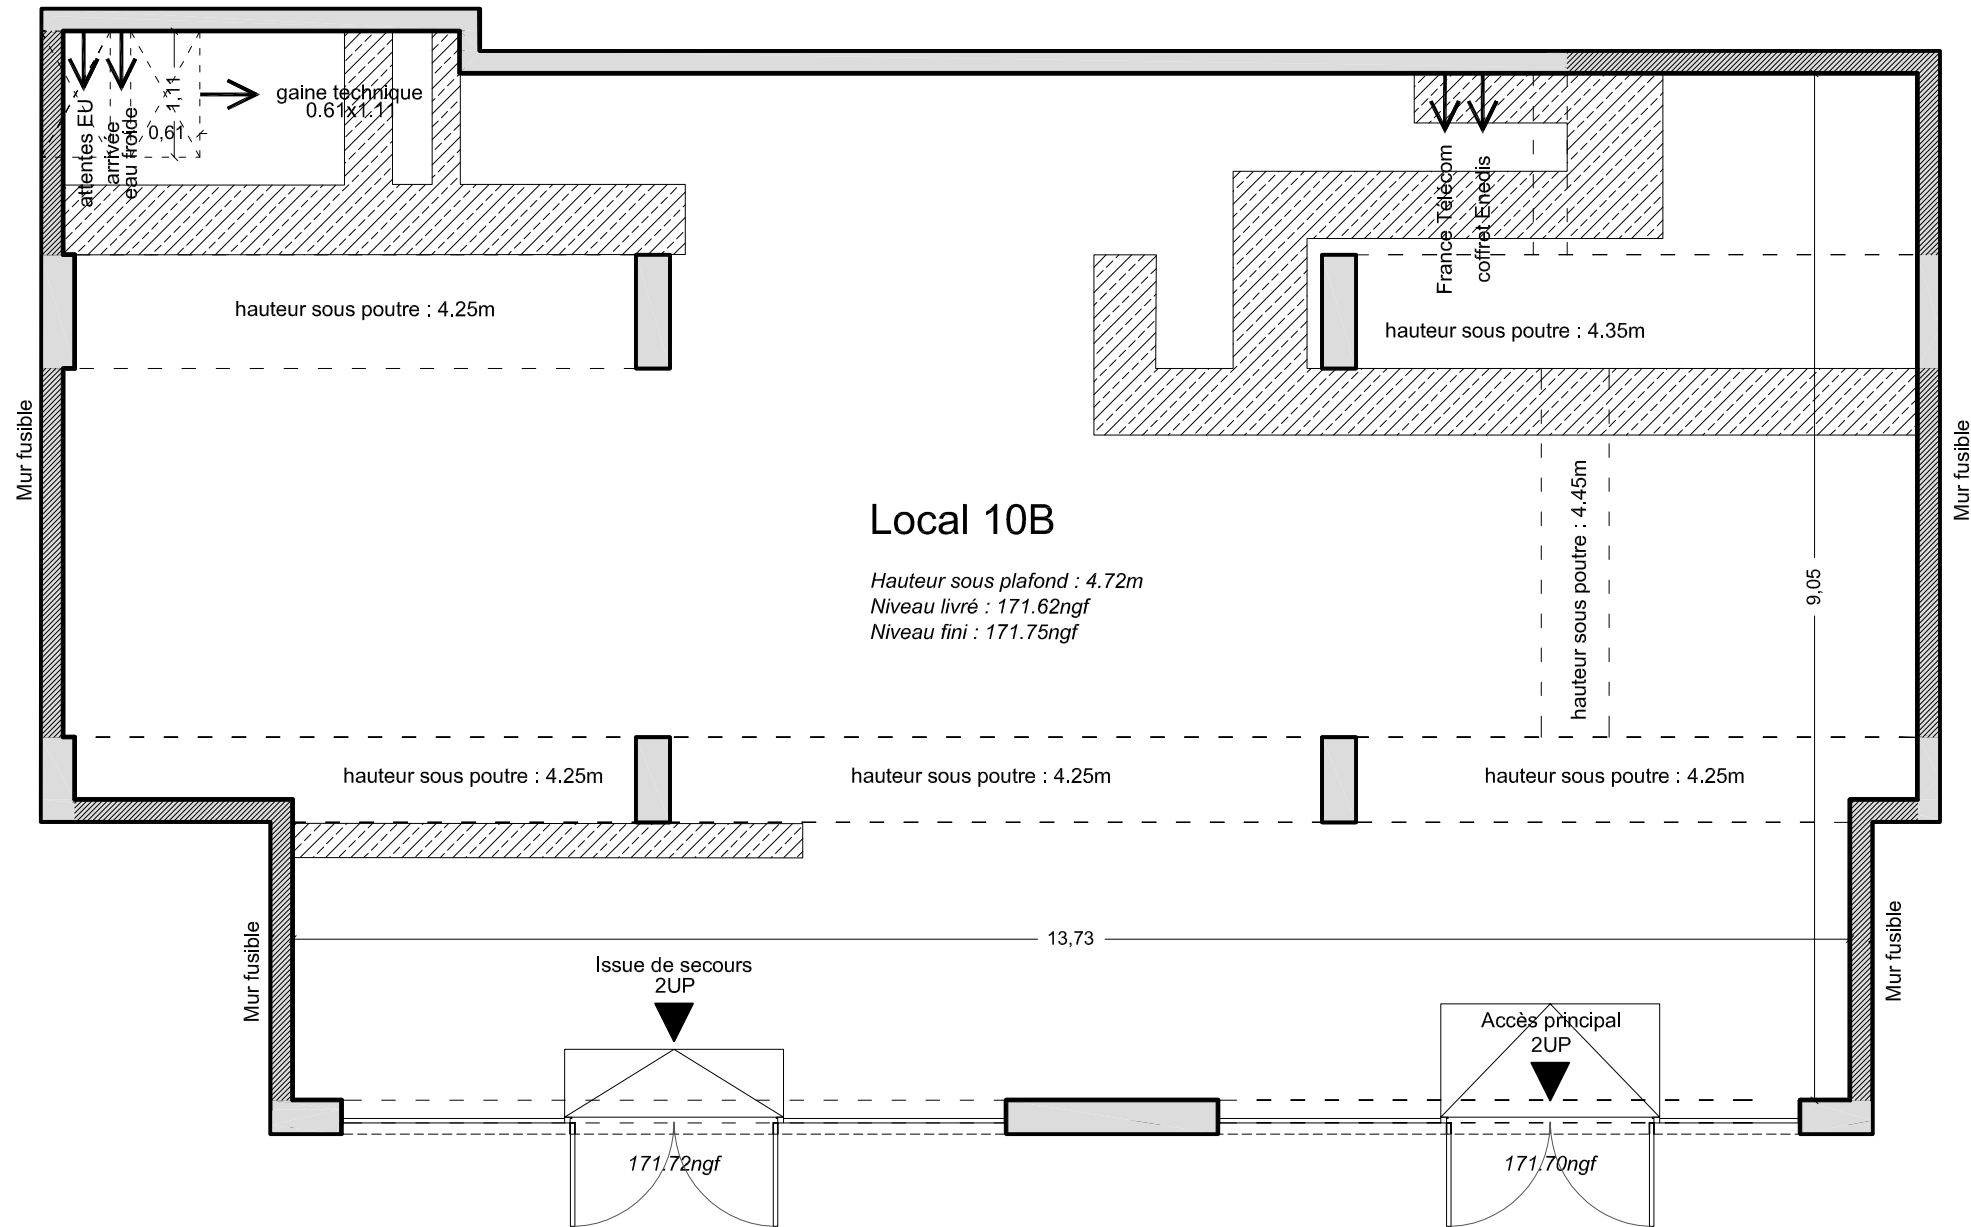 gaine technique
0.61x1.11
1,11
0,61
attentes EU
arrivée
eau froide
France Télécom
coffret Enedis
hauteur sous poutre : 4.25m
hauteur sous poutre : 4.35m
Mur fusible
Mur fusible
hauteur sous poutre : 4.45m
Local 10B
Hauteur sous plafond : 4.72m
Niveau livré : 171.62ngf
Niveau fini : 171.75ngf
9,05
hauteur sous poutre : 4.25m
hauteur sous poutre : 4.25m
hauteur sous poutre : 4.25m
13,73
Mur fusible
Mur fusible
Issue de secours
2UP
Accès principal
2UP
171.72ngf
171.70ngf